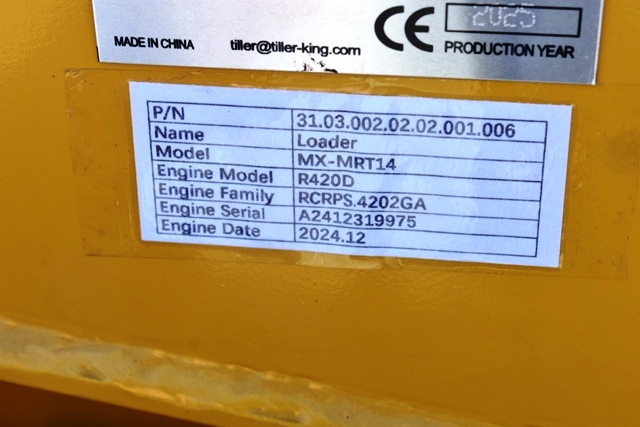 2025
MADE IN CHINA tiller@tiller-king.com CE PRODUCTION YEAR
P/N 31.03.002.02.02.001.006
Name Loader
Model MX-MRT14
Engine Model R420D
Engine Family RCRPS.4202GA
Engine Serial A2412319975
Engine Date 2024.12